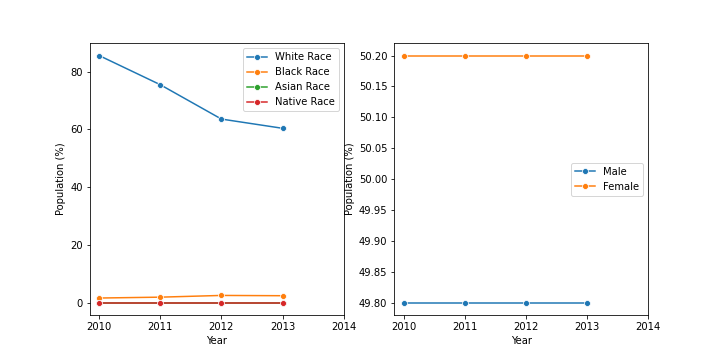 White Race
Black Race
Asian Race
Native Race
80
60
40
20
0
Population (%)
2010
2011
2012
2013
2014
Year
50.20
50.15
50.10
50.05
50.00
49.95
49.90
49.85
49.80
Population (%)
Male
Female
2010
2011
2012
2013
2014
Year